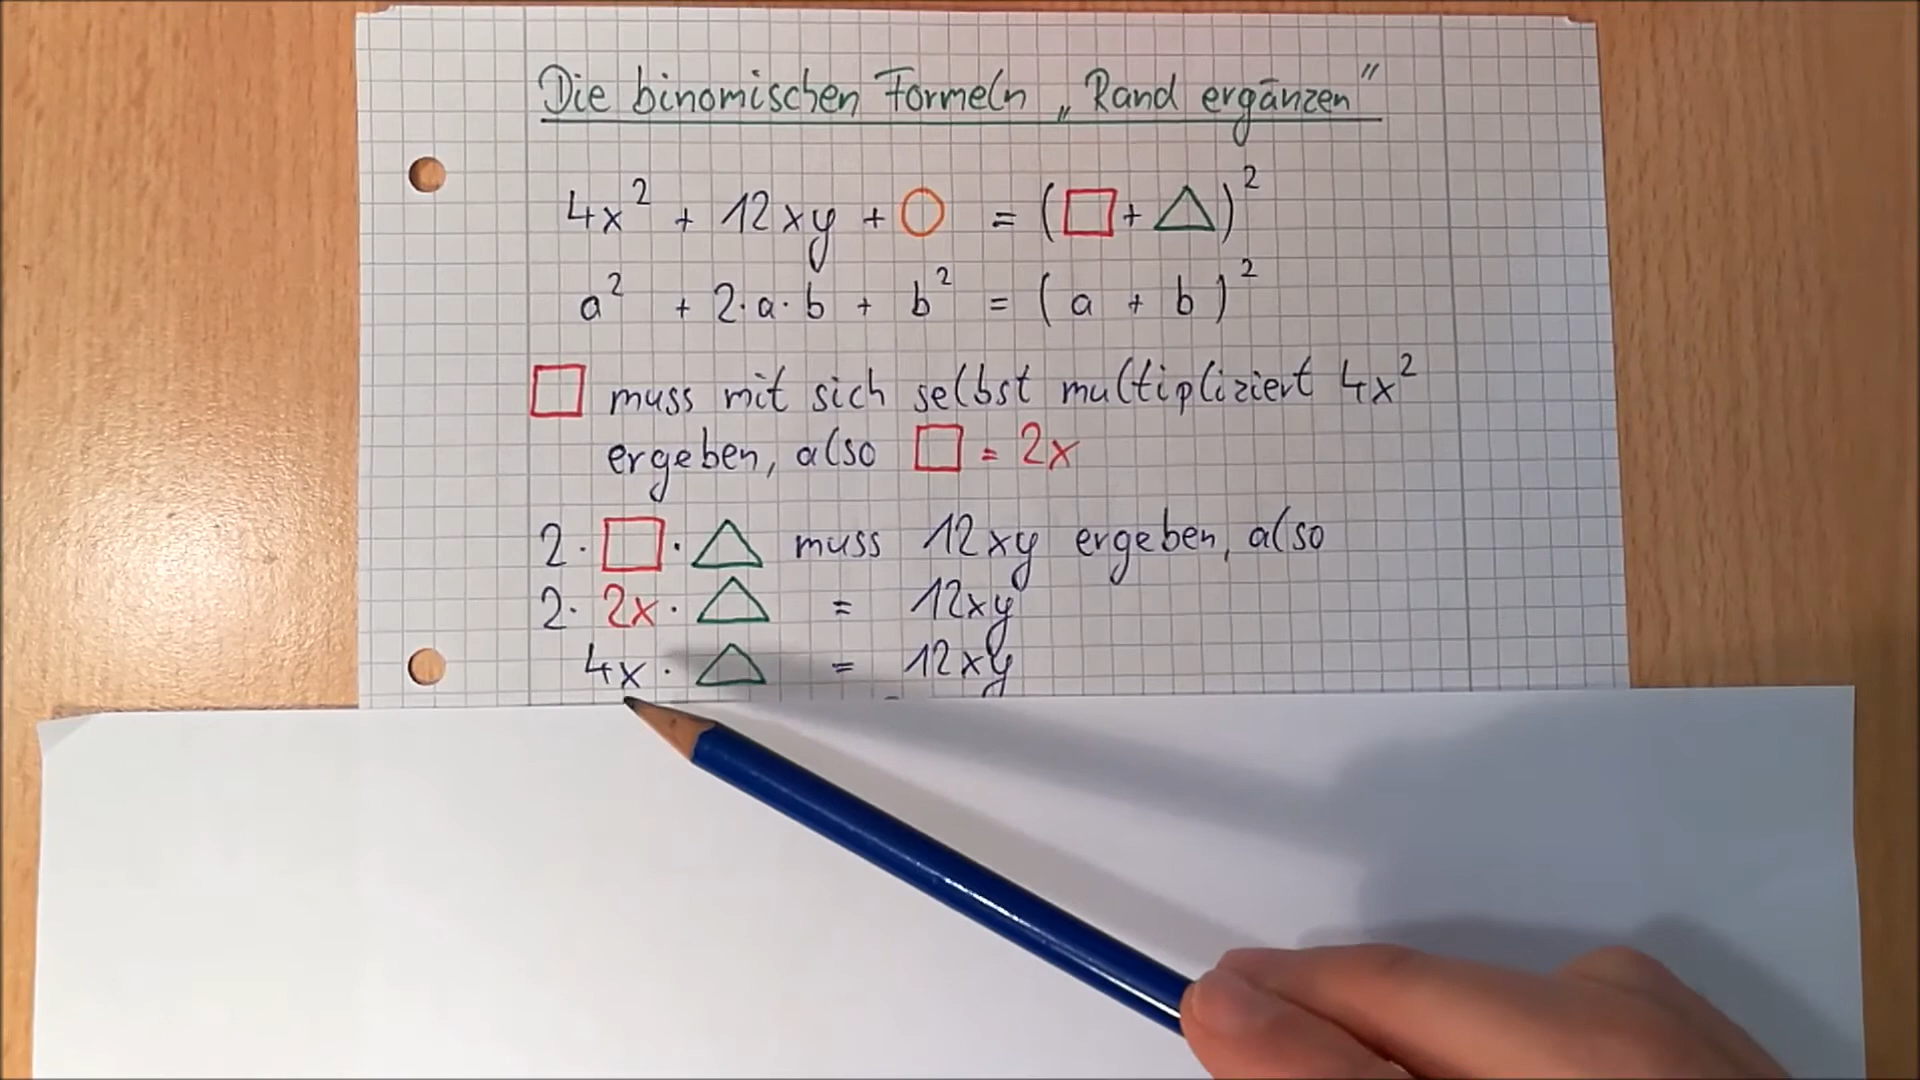 Die binomischen Formeln „Rand ergänzen"
4x² + 12xy + ○ = (□ + △)²
a² + 2·a·b + b² = (a + b)²
□ muss mit sich selbst multipliziert 4x²
ergeben, also □ = 2x
2·□·△ muss 12xy ergeben, also
2·2x·△ = 12xy
4x·△ = 12xy